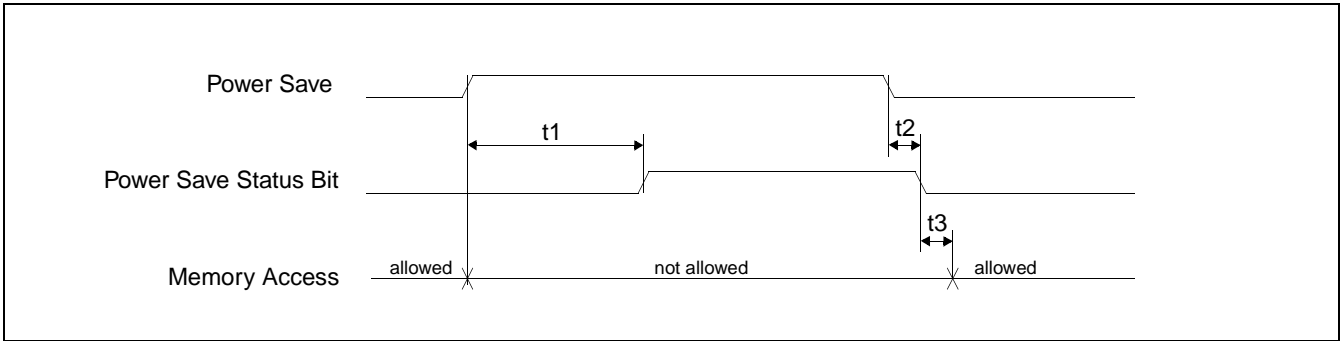 Power Save
t1
t2
Power Save Status Bit
t3
Memory Access
allowed
not allowed
allowed